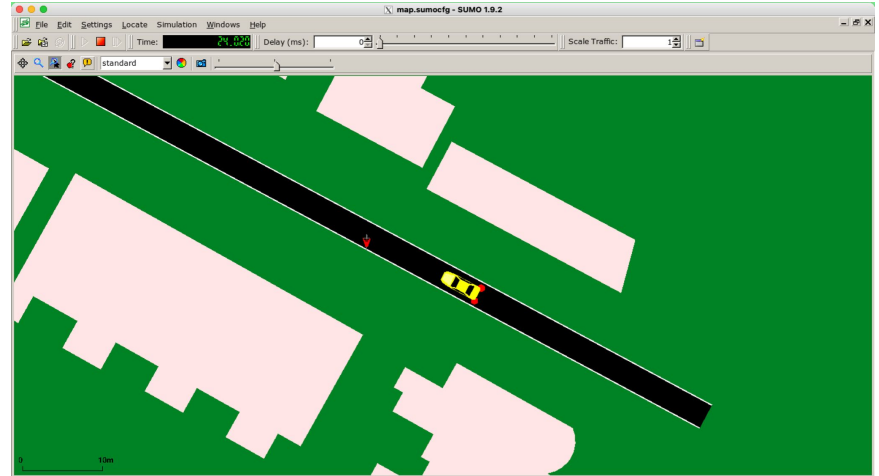 map.sumocfg - SUMO 1.9.2
File Edit Settings Locate Simulation Windows Help
Time: 24.020 Delay (ms): 0 Scale Traffic: 1
standard
0 10m